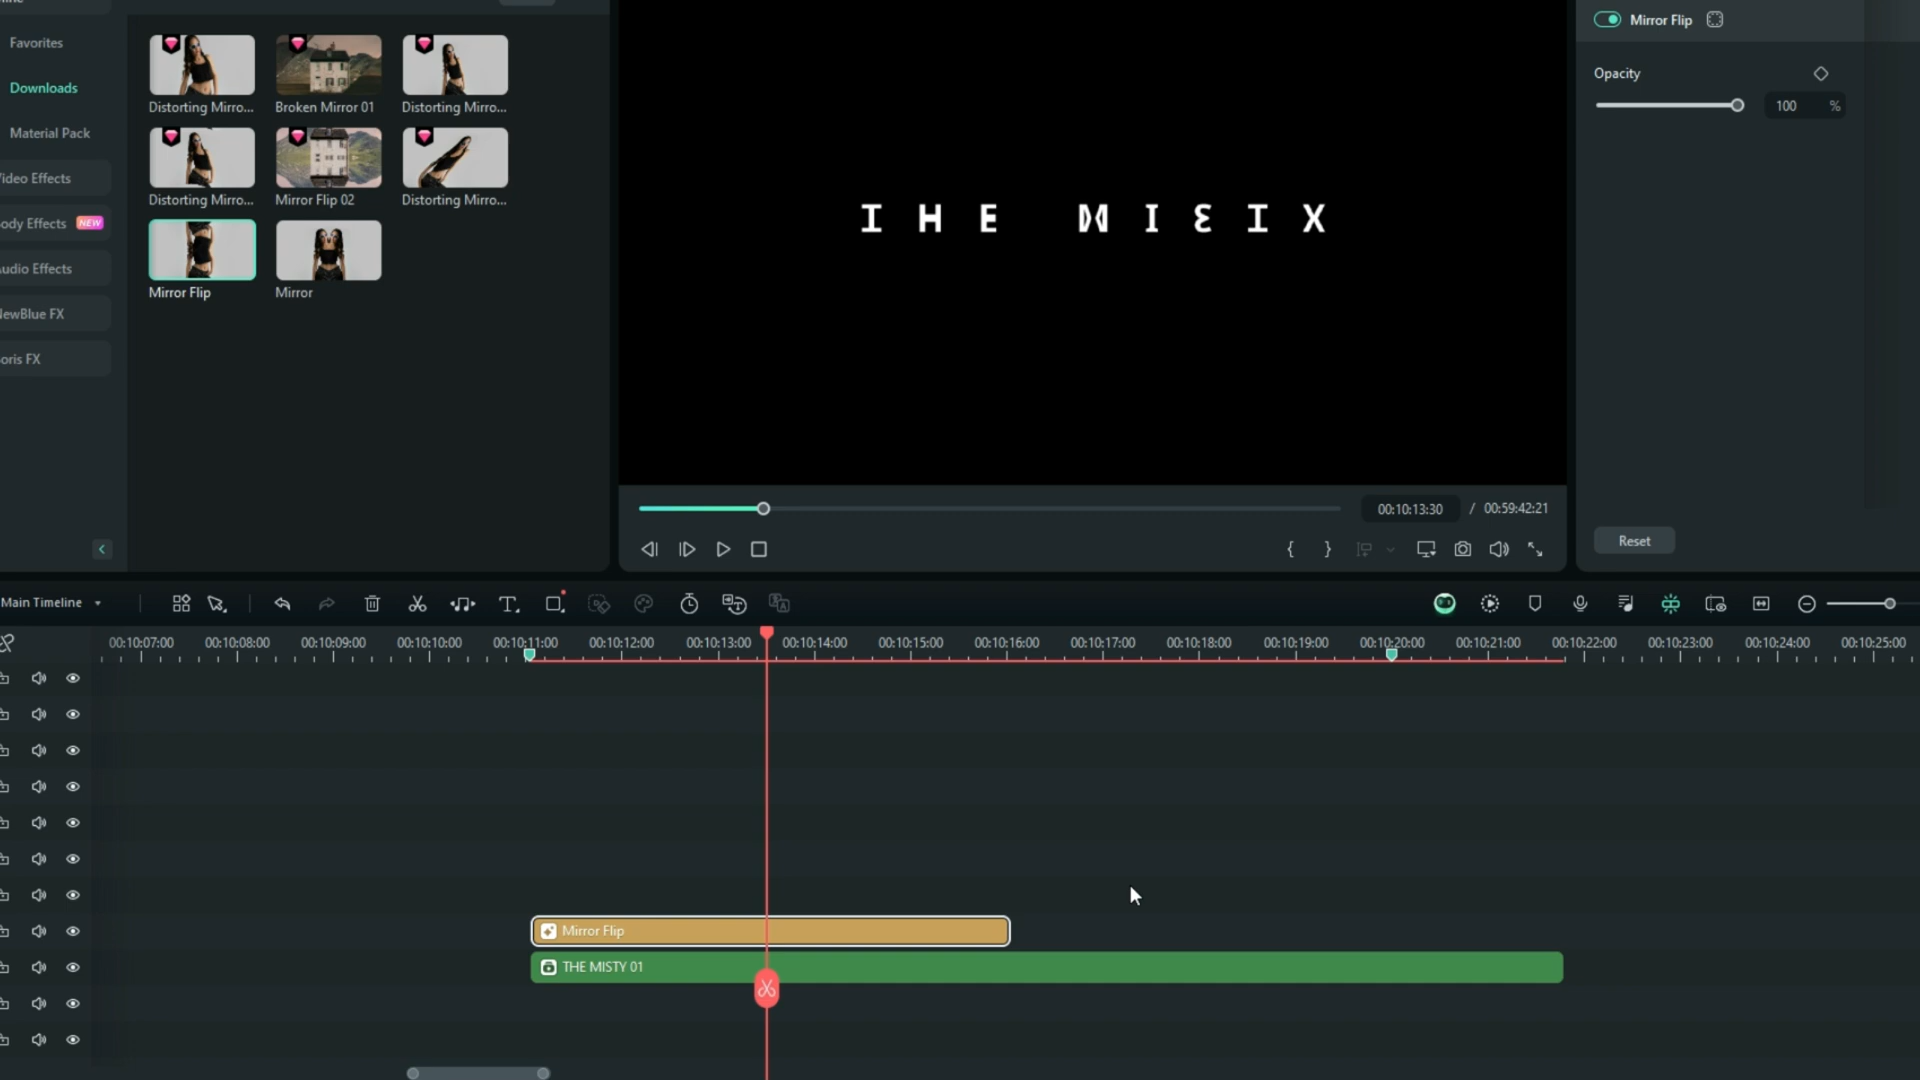 Favorites
Downloads
Material Pack
ideo Effects
ody Effects NEW
udio Effects
NewBlue FX
oris FX
Distorting Mirro...
Broken Mirror 01
Distorting Mirro...
Distorting Mirro...
Mirror Flip 02
Distorting Mirro...
Mirror Flip
Mirror
I H E
X
Mirror Flip
Opacity
100 %
Reset
00:10:13:30 / 00:59:42:21
Main Timeline
00:10:07:00 00:10:08:00 00:10:09:00 00:10:10:00 00:10:11:00 00:10:12:00 00:10:13:00 00:10:14:00 00:10:15:00 00:10:16:00 00:10:17:00 00:10:18:00 00:10:19:00 00:10:20:00 00:10:21:00 00:10:22:00 00:10:23:00 00:10:24:00 00:10:25:00
Mirror Flip
THE MISTY 01